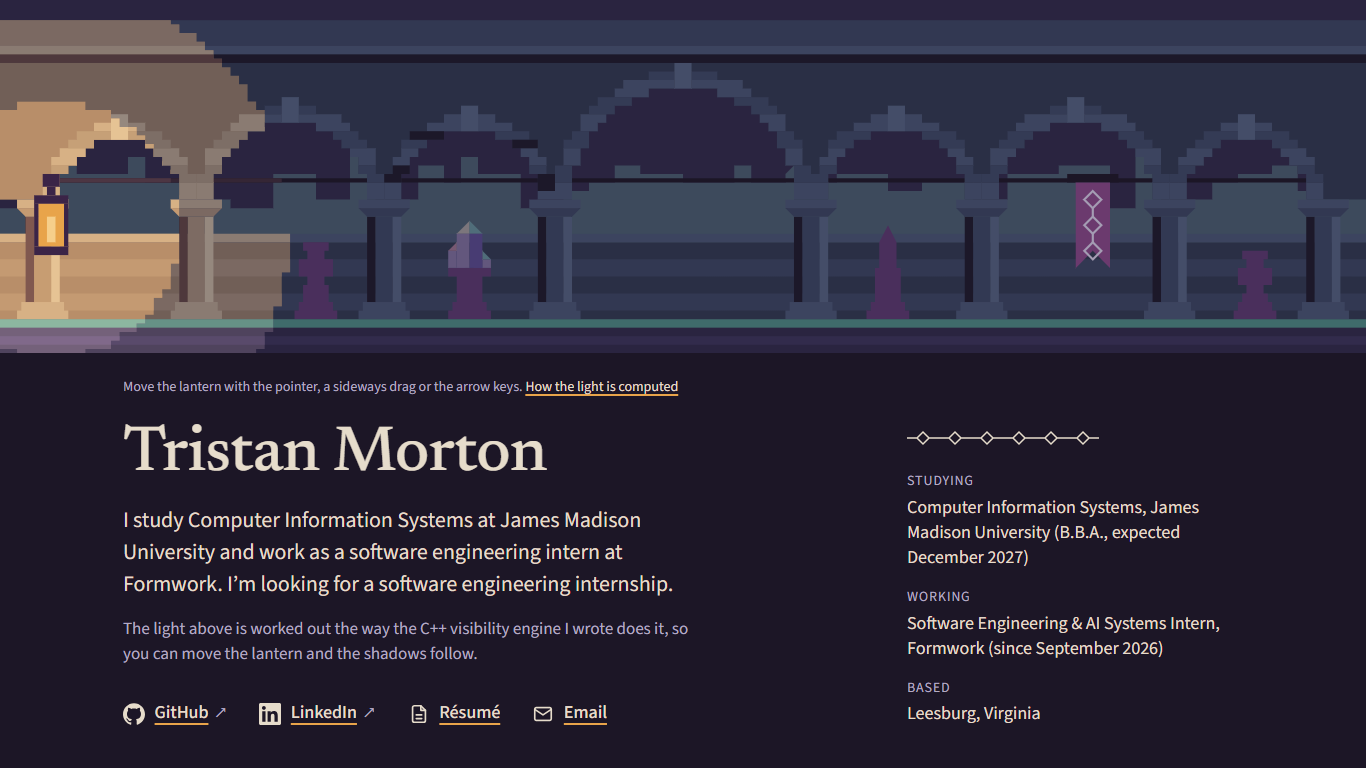 Move the lantern with the pointer, a sideways drag or the arrow keys. How the light is computed
Tristan Morton
I study Computer Information Systems at James Madison
University and work as a software engineering intern at
Formwork. I’m looking for a software engineering internship.
The light above is worked out the way the C++ visibility engine I wrote does it, so
you can move the lantern and the shadows follow.
GitHub ↗ LinkedIn ↗ Résumé Email
STUDYING
Computer Information Systems, James
Madison University (B.B.A., expected
December 2027)
WORKING
Software Engineering & AI Systems Intern,
Formwork (since September 2026)
BASED
Leesburg, Virginia